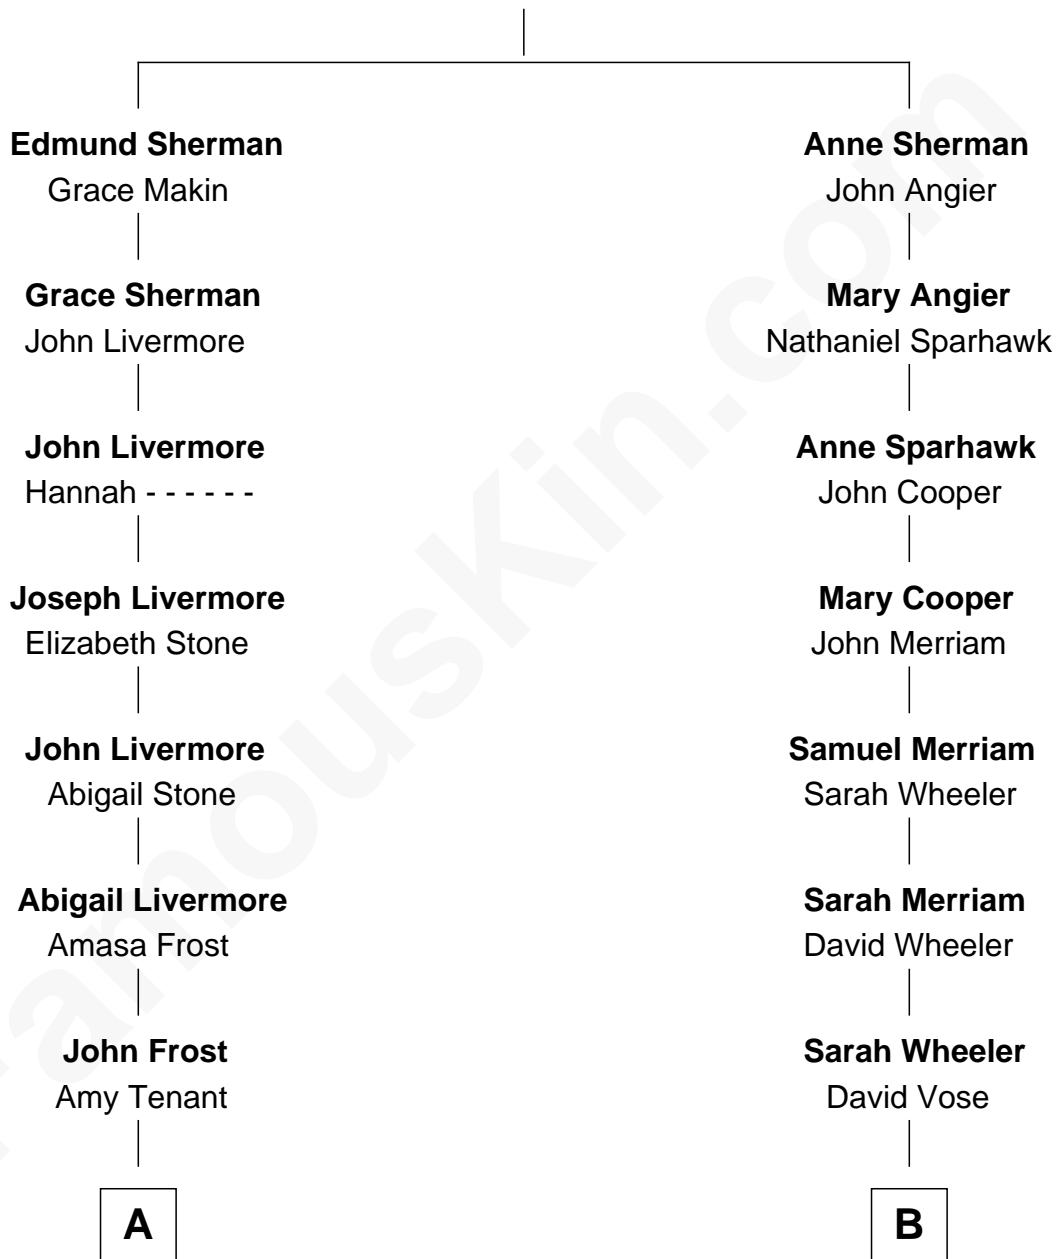 Edmund Sherman
Grace Makin
Grace Sherman
John Livermore
John Livermore
Hannah - - - - - -
Joseph Livermore
Elizabeth Stone
John Livermore
Abigail Stone
Abigail Livermore
Amasa Frost
John Frost
Amy Tenant
A
Anne Sherman
John Angier
Mary Angier
Nathaniel Sparhawk
Anne Sparhawk
John Cooper
Mary Cooper
John Merriam
Samuel Merriam
Sarah Wheeler
Sarah Merriam
David Wheeler
Sarah Wheeler
David Vose
B
FamousKin.com